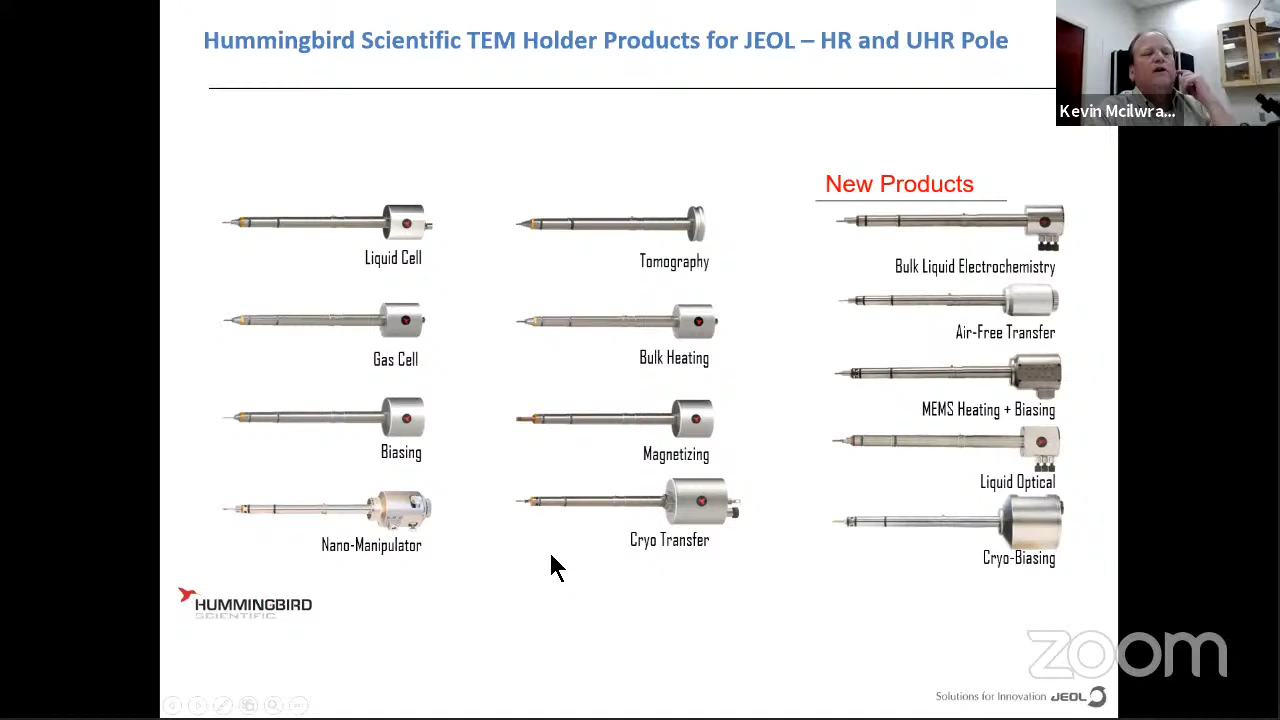 Hummingbird Scientific TEM Holder Products for JEOL – HR and UHR Pole
Kevin Mcilwra...
New Products
Liquid Cell
Tomography
Bulk Liquid Electrochemistry
Gas Cell
Bulk Heating
Air-Free Transfer
Biasing
Magnetizing
MEMS Heating + Biasing
Nano-Manipulator
Cryo Transfer
Liquid Optical
Cryo-Biasing
HUMMINGBIRD
SCIENTIFIC
zoom
Solutions for Innovation JEOL